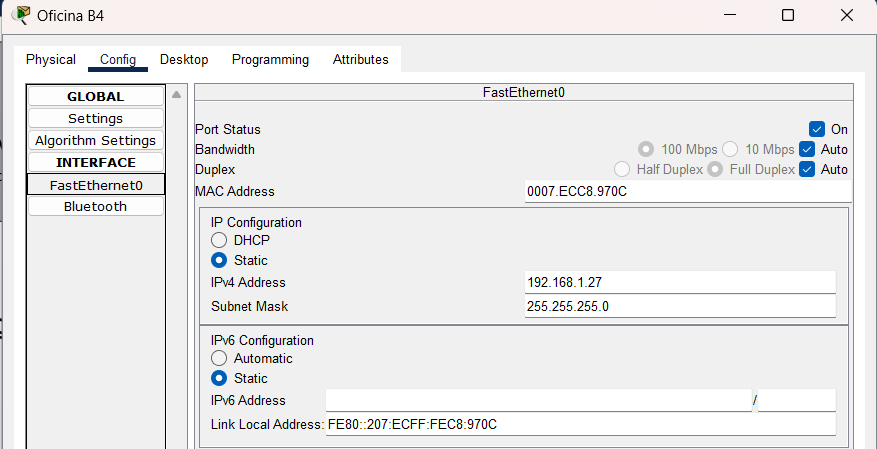 Oficina B4
Physical Config Desktop Programming Attributes
GLOBAL
Settings
Algorithm Settings
INTERFACE
FastEthernet0
Bluetooth
FastEthernet0
Port Status On
Bandwidth 100 Mbps 10 Mbps Auto
Duplex Half Duplex Full Duplex Auto
MAC Address 0007.ECC8.970C
IP Configuration
DHCP
Static
IPv4 Address 192.168.1.27
Subnet Mask 255.255.255.0
IPv6 Configuration
Automatic
Static
IPv6 Address /
Link Local Address: FE80::207:ECFF:FEC8:970C